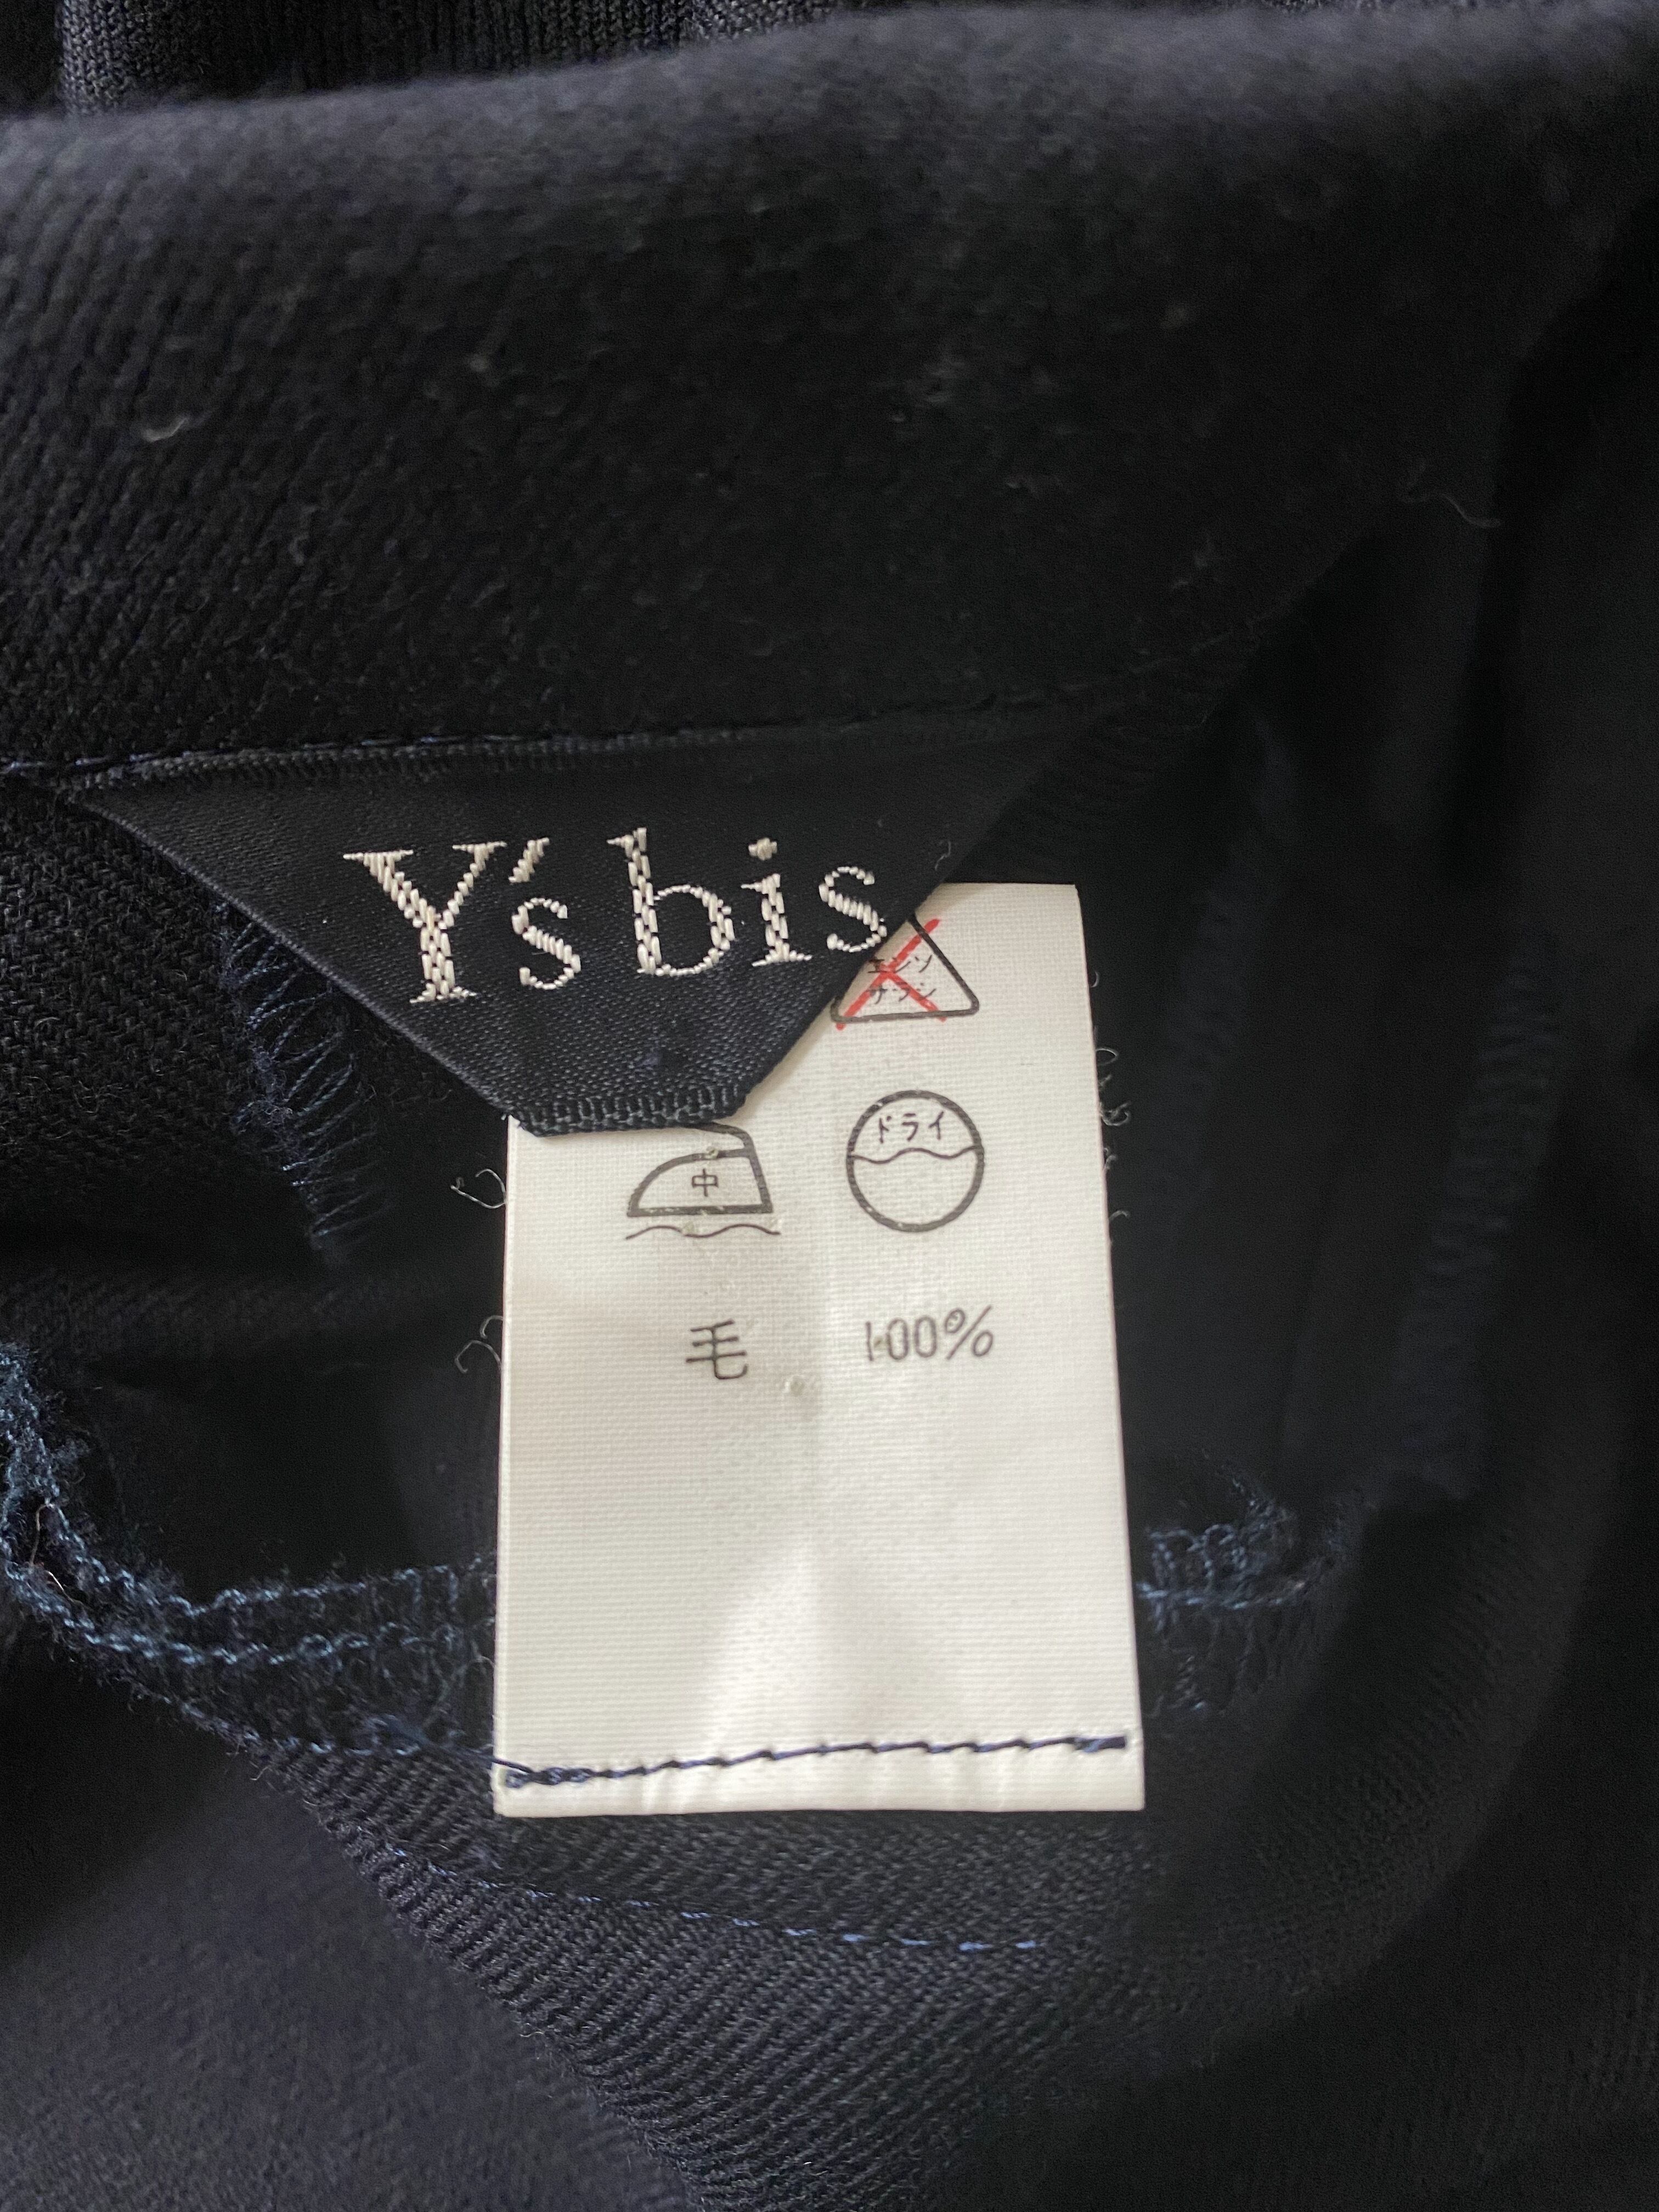 Y's bis
エンソ
サラシ
ドライ
中
毛 100%